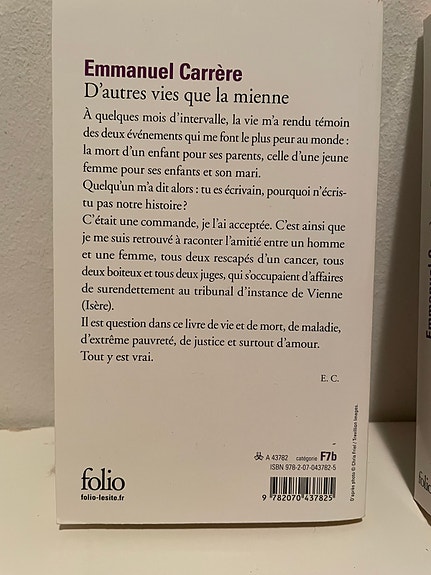 Emmanuel Carrère
D'autres vies que la mienne
À quelques mois d'intervalle, la vie m'a rendu témoin
des deux événements qui me font le plus peur au monde :
la mort d'un enfant pour ses parents, celle d'une jeune
femme pour ses enfants et son mari.
Quelqu'un m'a dit alors : tu es écrivain, pourquoi n'écris-
tu pas notre histoire ?
C'était une commande, je l'ai acceptée. C'est ainsi que
je me suis retrouvé à raconter l'amitié entre un homme
et une femme, tous deux rescapés d'un cancer, tous
deux boiteux et tous deux juges, qui s'occupaient d'affaires
de surendettement au tribunal d'instance de Vienne
(Isère).
Il est question dans ce livre de vie et de mort, de maladie,
d'extrême pauvreté, de justice et surtout d'amour.
Tout y est vrai.
E. C.
A 43782 catégorie F7b
ISBN 978-2-07-043782-5
folio
folio-lesite.fr
9 782070 437825
D'après photo © Chris Friel / Trevillion Images.